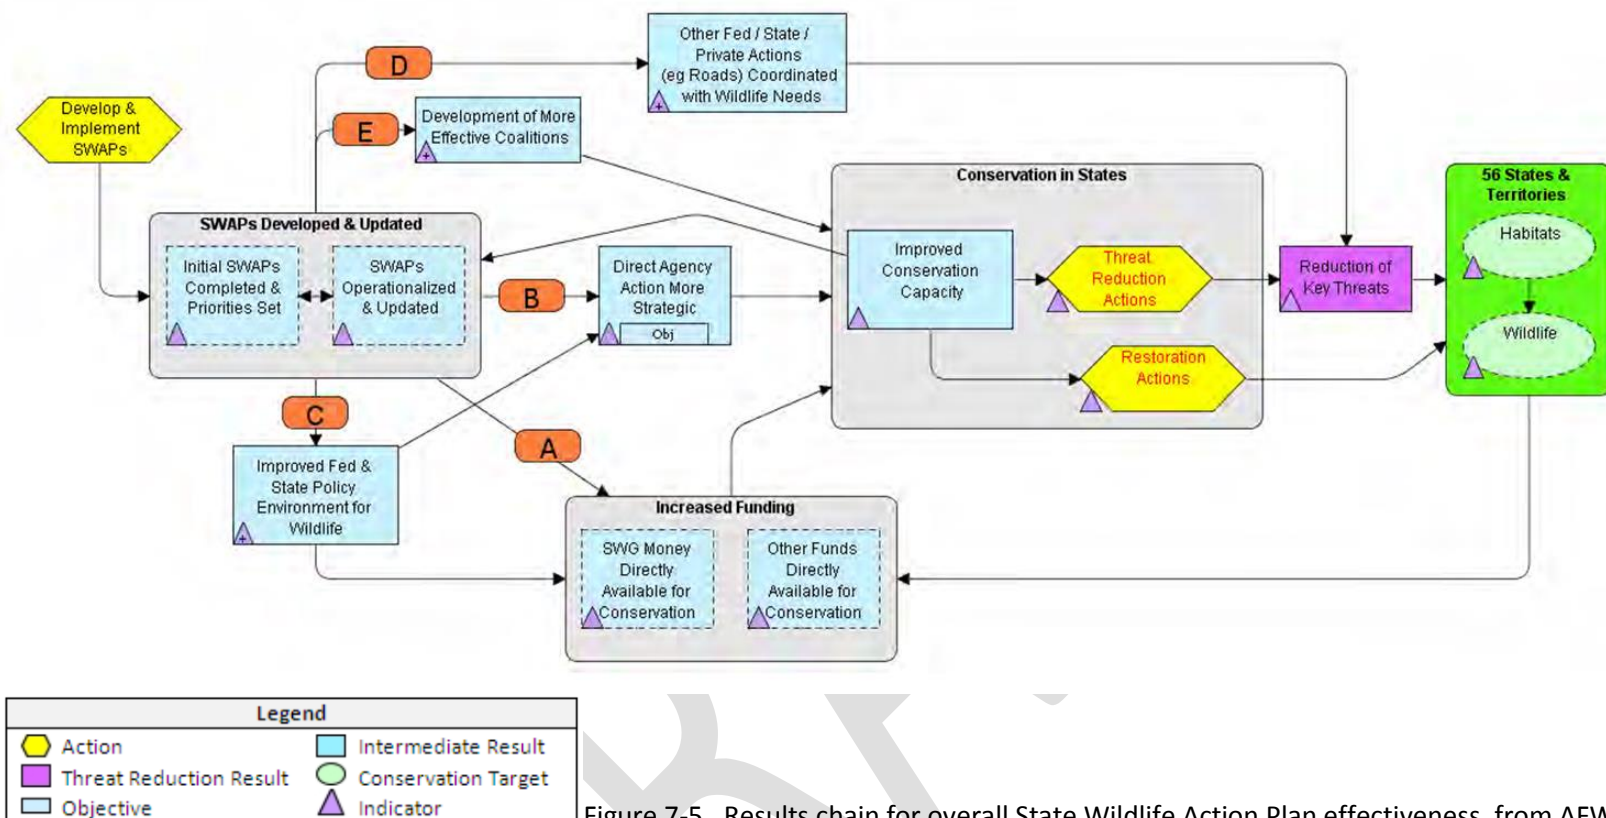 Other Fed / State /
Private Actions
(eg Roads) Coordinated
with Wildlife Needs
D
Develop &
Implement
SWAPs
E
Development of More
Effective Coalitions
Conservation in States
56 States &
Territories
Habitats
Wildlife
SWAPs Developed & Updated
Initial SWAPs
Completed &
Priorities Set
SWAPs
Operationalized
& Updated
B
Direct Agency
Action More
Strategic
Obj
Improved
Conservation
Capacity
Threat
Reduction
Actions
Reduction of
Key Threats
Restoration
Actions
C
A
Improved Fed &
State Policy
Environment for
Wildlife
Increased Funding
SWG Money
Directly
Available for
Conservation
Other Funds
Directly
Available for
Conservation
Legend
Action
Intermediate Result
Threat Reduction Result
Conservation Target
Objective
Indicator
Figure 7-5. Results chain for overall State Wildlife Action Plan effectiveness, from AFW